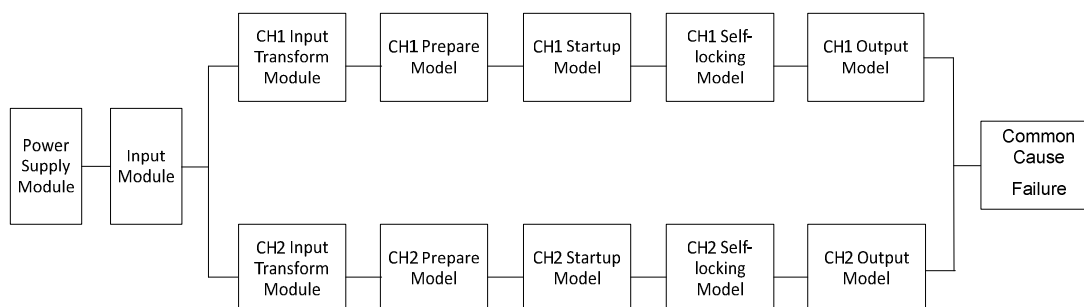 Power
Supply
Module
Input
Module
CH1 Input
Transform
Module
CH1 Prepare
Model
CH1 Startup
Model
CH1 Self-
locking
Model
CH1 Output
Model
CH2 Input
Transform
Module
CH2 Prepare
Model
CH2 Startup
Model
CH2 Self-
locking
Model
CH2 Output
Model
Common
Cause
Failure